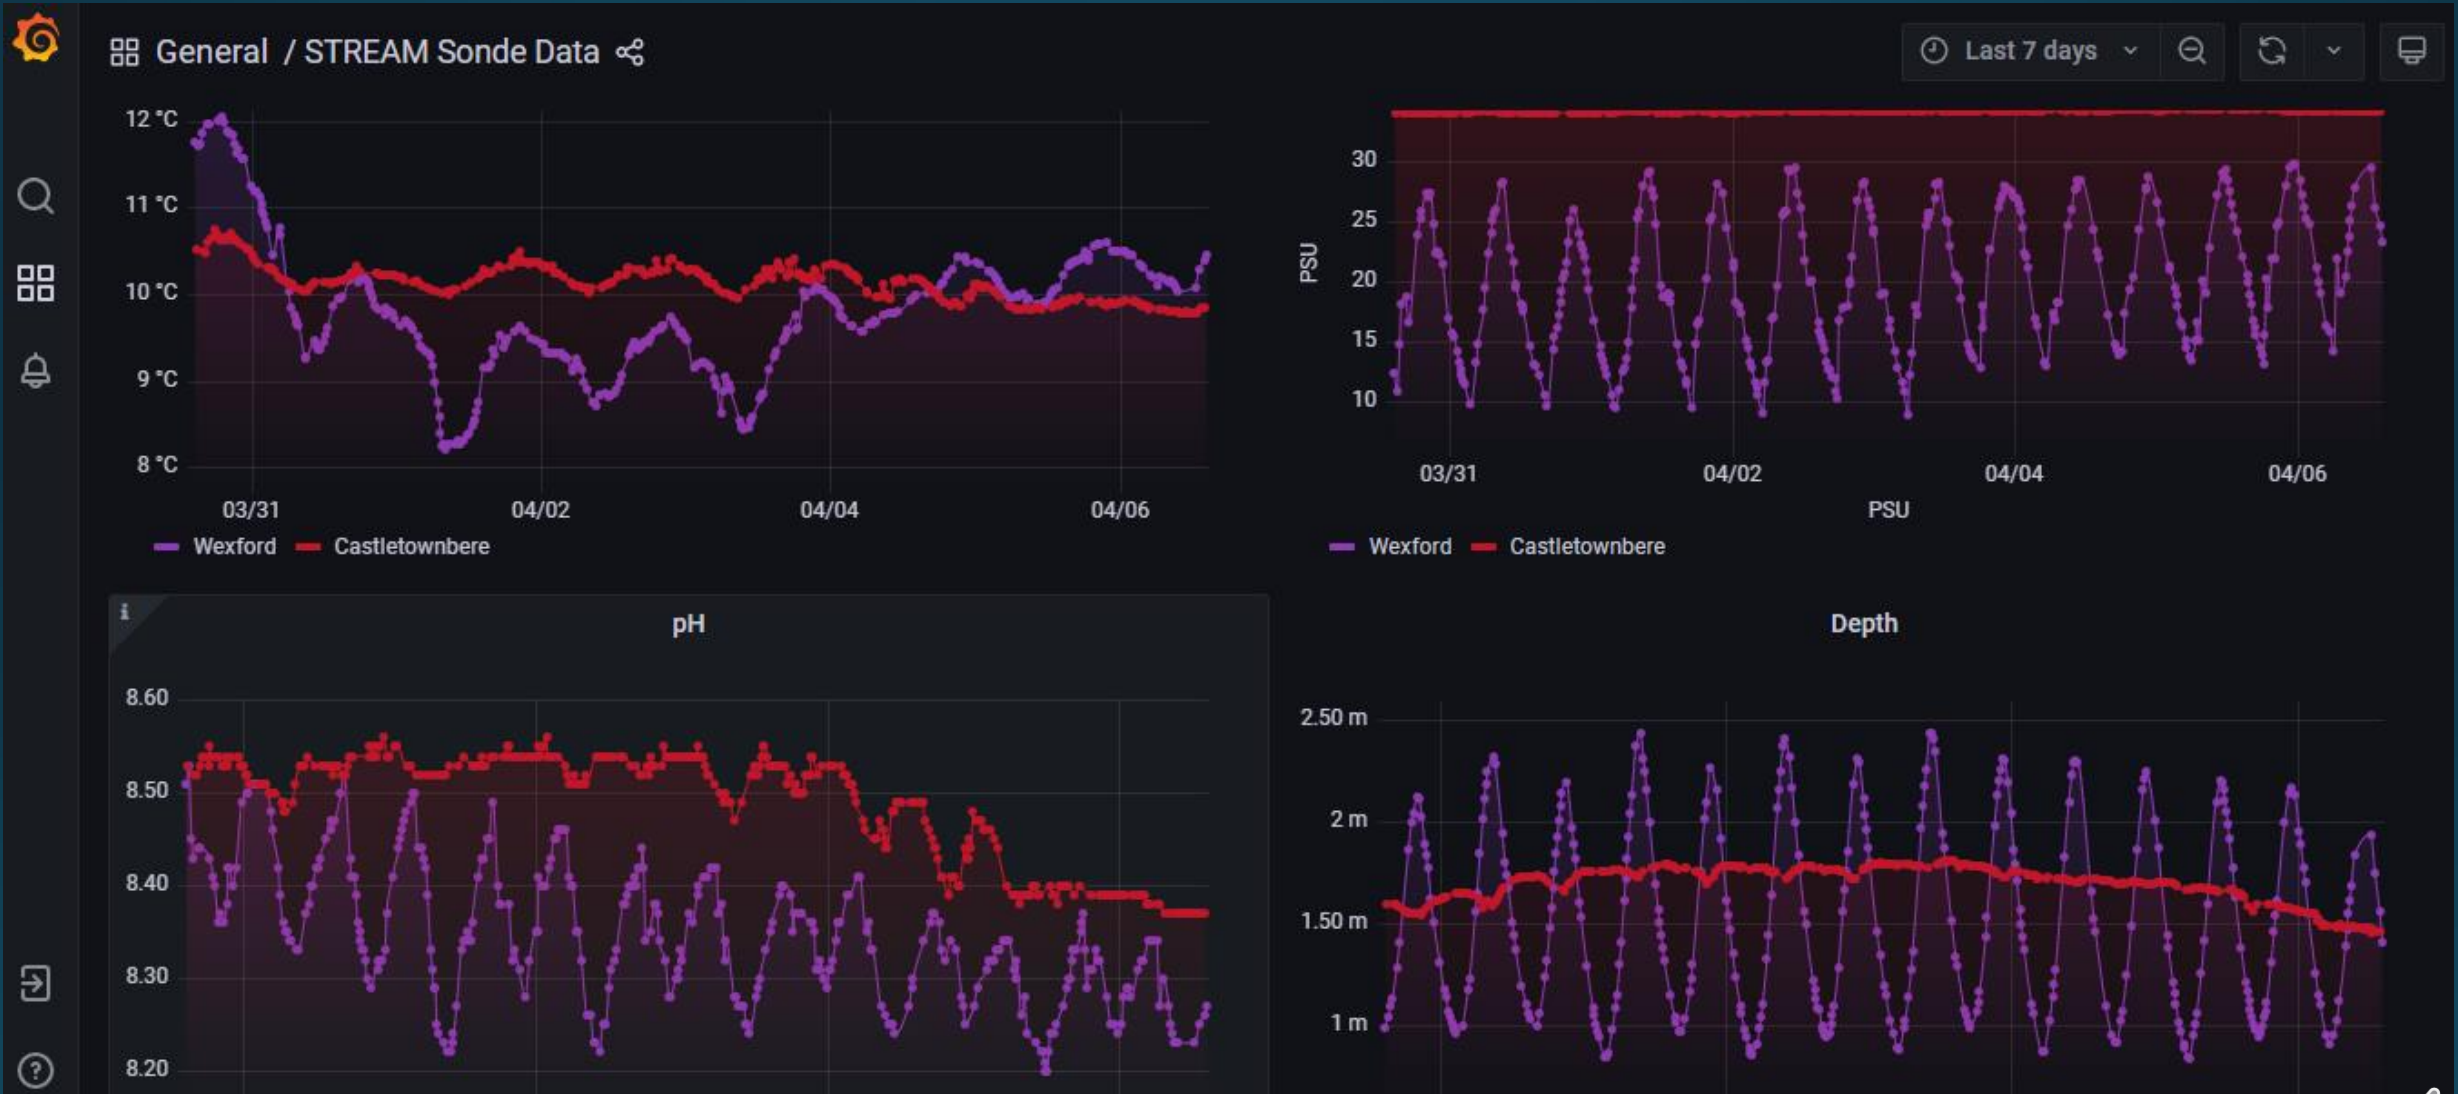 General / STREAM Sonde Data
Last 7 days
12 °C
11 °C
10 °C
9 °C
8 °C
03/31 04/02 04/04 04/06
Wexford Castletownbere
PSU
30
25
20
15
10
03/31 04/02 04/04 04/06
PSU
Wexford Castletownbere
i
pH
8.60
8.50
8.40
8.30
8.20
Depth
2.50 m
2 m
1.50 m
1 m
?